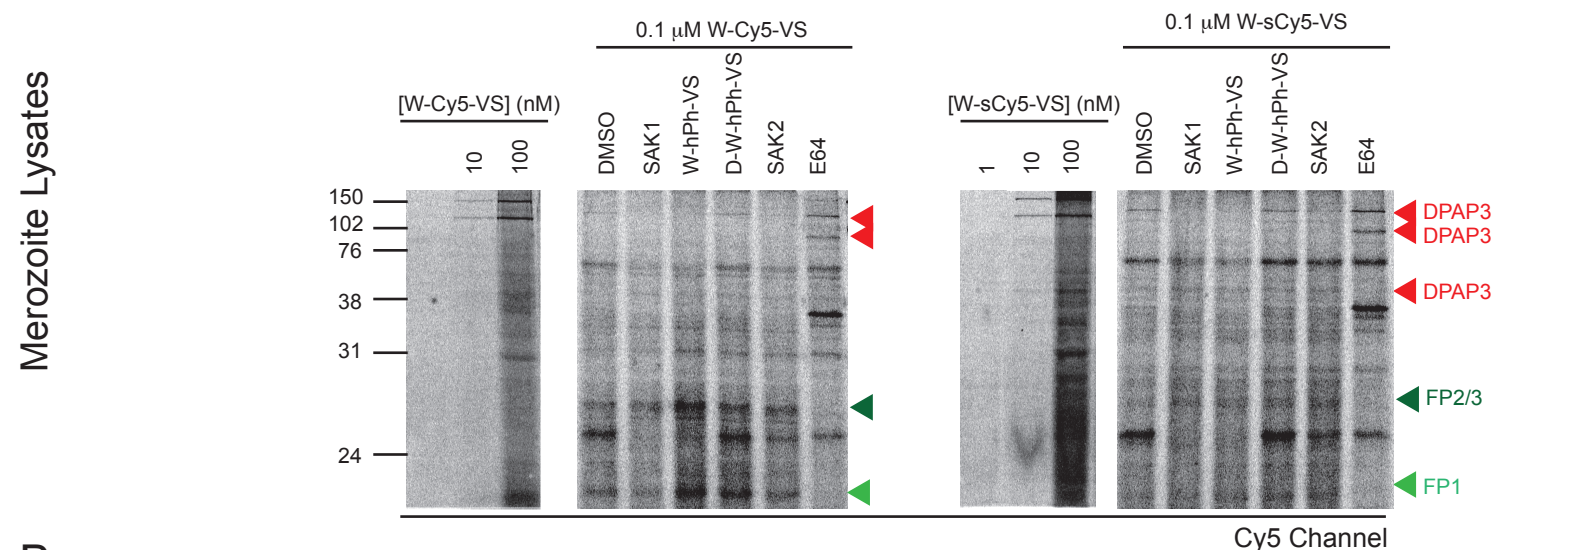 Merozoite Lysates
0.1 μM W-Cy5-VS
0.1 μM W-sCy5-VS
[W-Cy5-VS] (nM)
10
100
DMSO
SAK1
W-hPh-VS
D-W-hPh-VS
SAK2
E64
[W-sCy5-VS] (nM)
1
10
100
DMSO
SAK1
W-hPh-VS
D-W-hPh-VS
SAK2
E64
150
102
76
38
31
24
DPAP3
DPAP3
DPAP3
FP2/3
FP1
Cy5 Channel